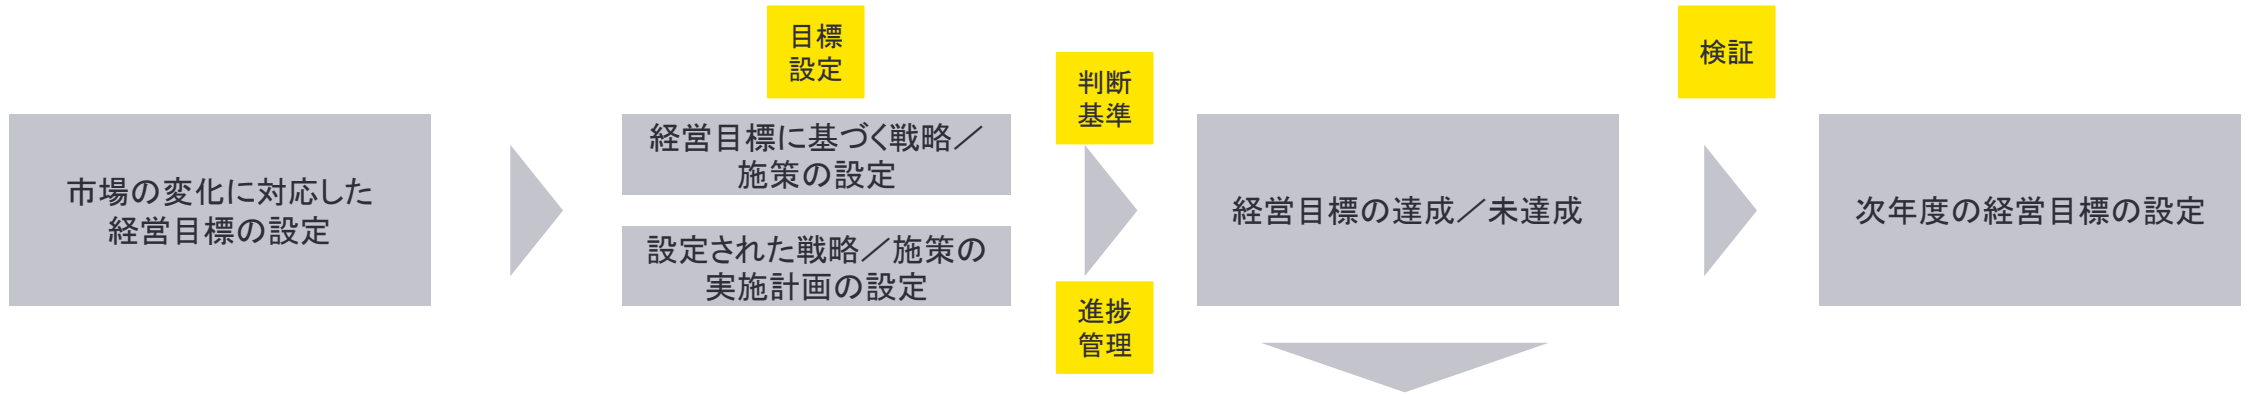 市場の変化に対応した
経営目標の設定
目標
設定
経営目標に基づく戦略／
施策の設定
設定された戦略／施策の
実施計画の設定
判断
基準
進捗
管理
経営目標の達成／未達成
検証
次年度の経営目標の設定